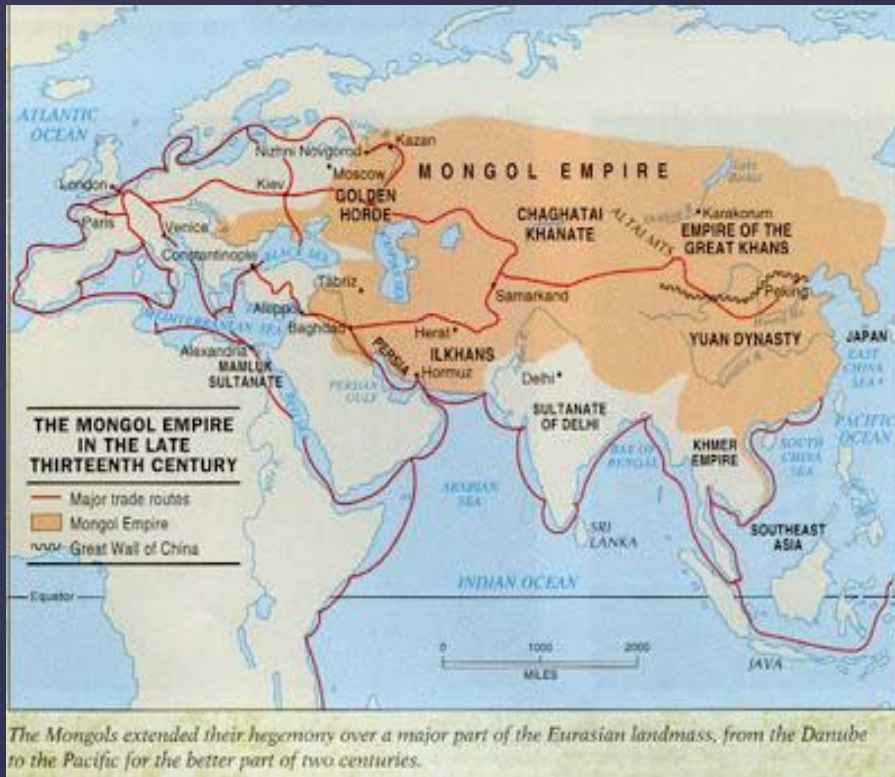 ATLANTIC
OCEAN
London
Paris
Venice
Constantinople
Nizhni Novgorod
Kazan
Moscow
Kiev
GOLDEN
HORDE
MONGOL EMPIRE
CHAGHATAI
KHANATE
ALTAI MTS
Karakorum
EMPIRE OF THE
GREAT KHANS
BLACK SEA
CASPIAN SEA
Tabriz
Samarkand
Peking
Aleppo
Baghdad
Herat
MEDITERRANEAN SEA
Alexandria
MAMLUK
SULTANATE
PERSIA
ILKHANS
Hormuz
PERSIAN
GULF
Delhi
SULTANATE
OF DELHI
YUAN DYNASTY
JAPAN
EAST
CHINA
SEA
PACIFIC
OCEAN
KHMER
EMPIRE
BAY OF
BENGAL
SOUTH
CHINA
SEA
ARABIAN
SEA
SRI
LANKA
SOUTHEAST
ASIA
INDIAN OCEAN
JAVA
THE MONGOL EMPIRE
IN THE LATE
THIRTEENTH CENTURY
Major trade routes
Mongol Empire
Great Wall of China
Equator
0 1000 2000
MILES
The Mongols extended their hegemony over a major part of the Eurasian landmass, from the Danube
to the Pacific for the better part of two centuries.